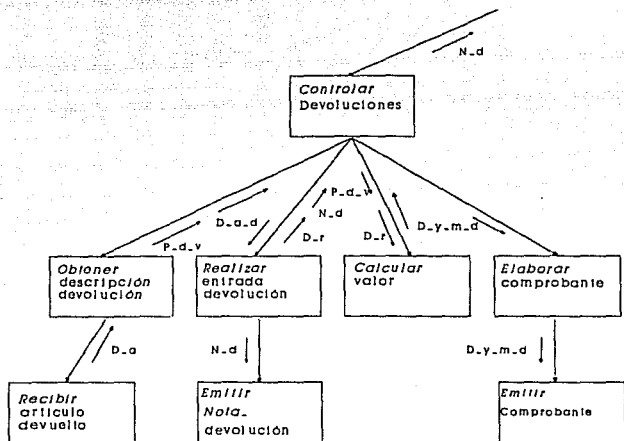 N_d
Controlar
Devoluciones
P_d_v
D_a_d
N_d
P_d_v
D_r
D_r
D_y_m_d
Obtener
descripción
devolución
Realizar
entrada
devolución
Calcular
valor
Elaborar
comprobante
D_a
N_d
D_y_m_d
Recibir
artículo
devuelto
Emitir
Nota_
devolución
Emitir
Comprobante